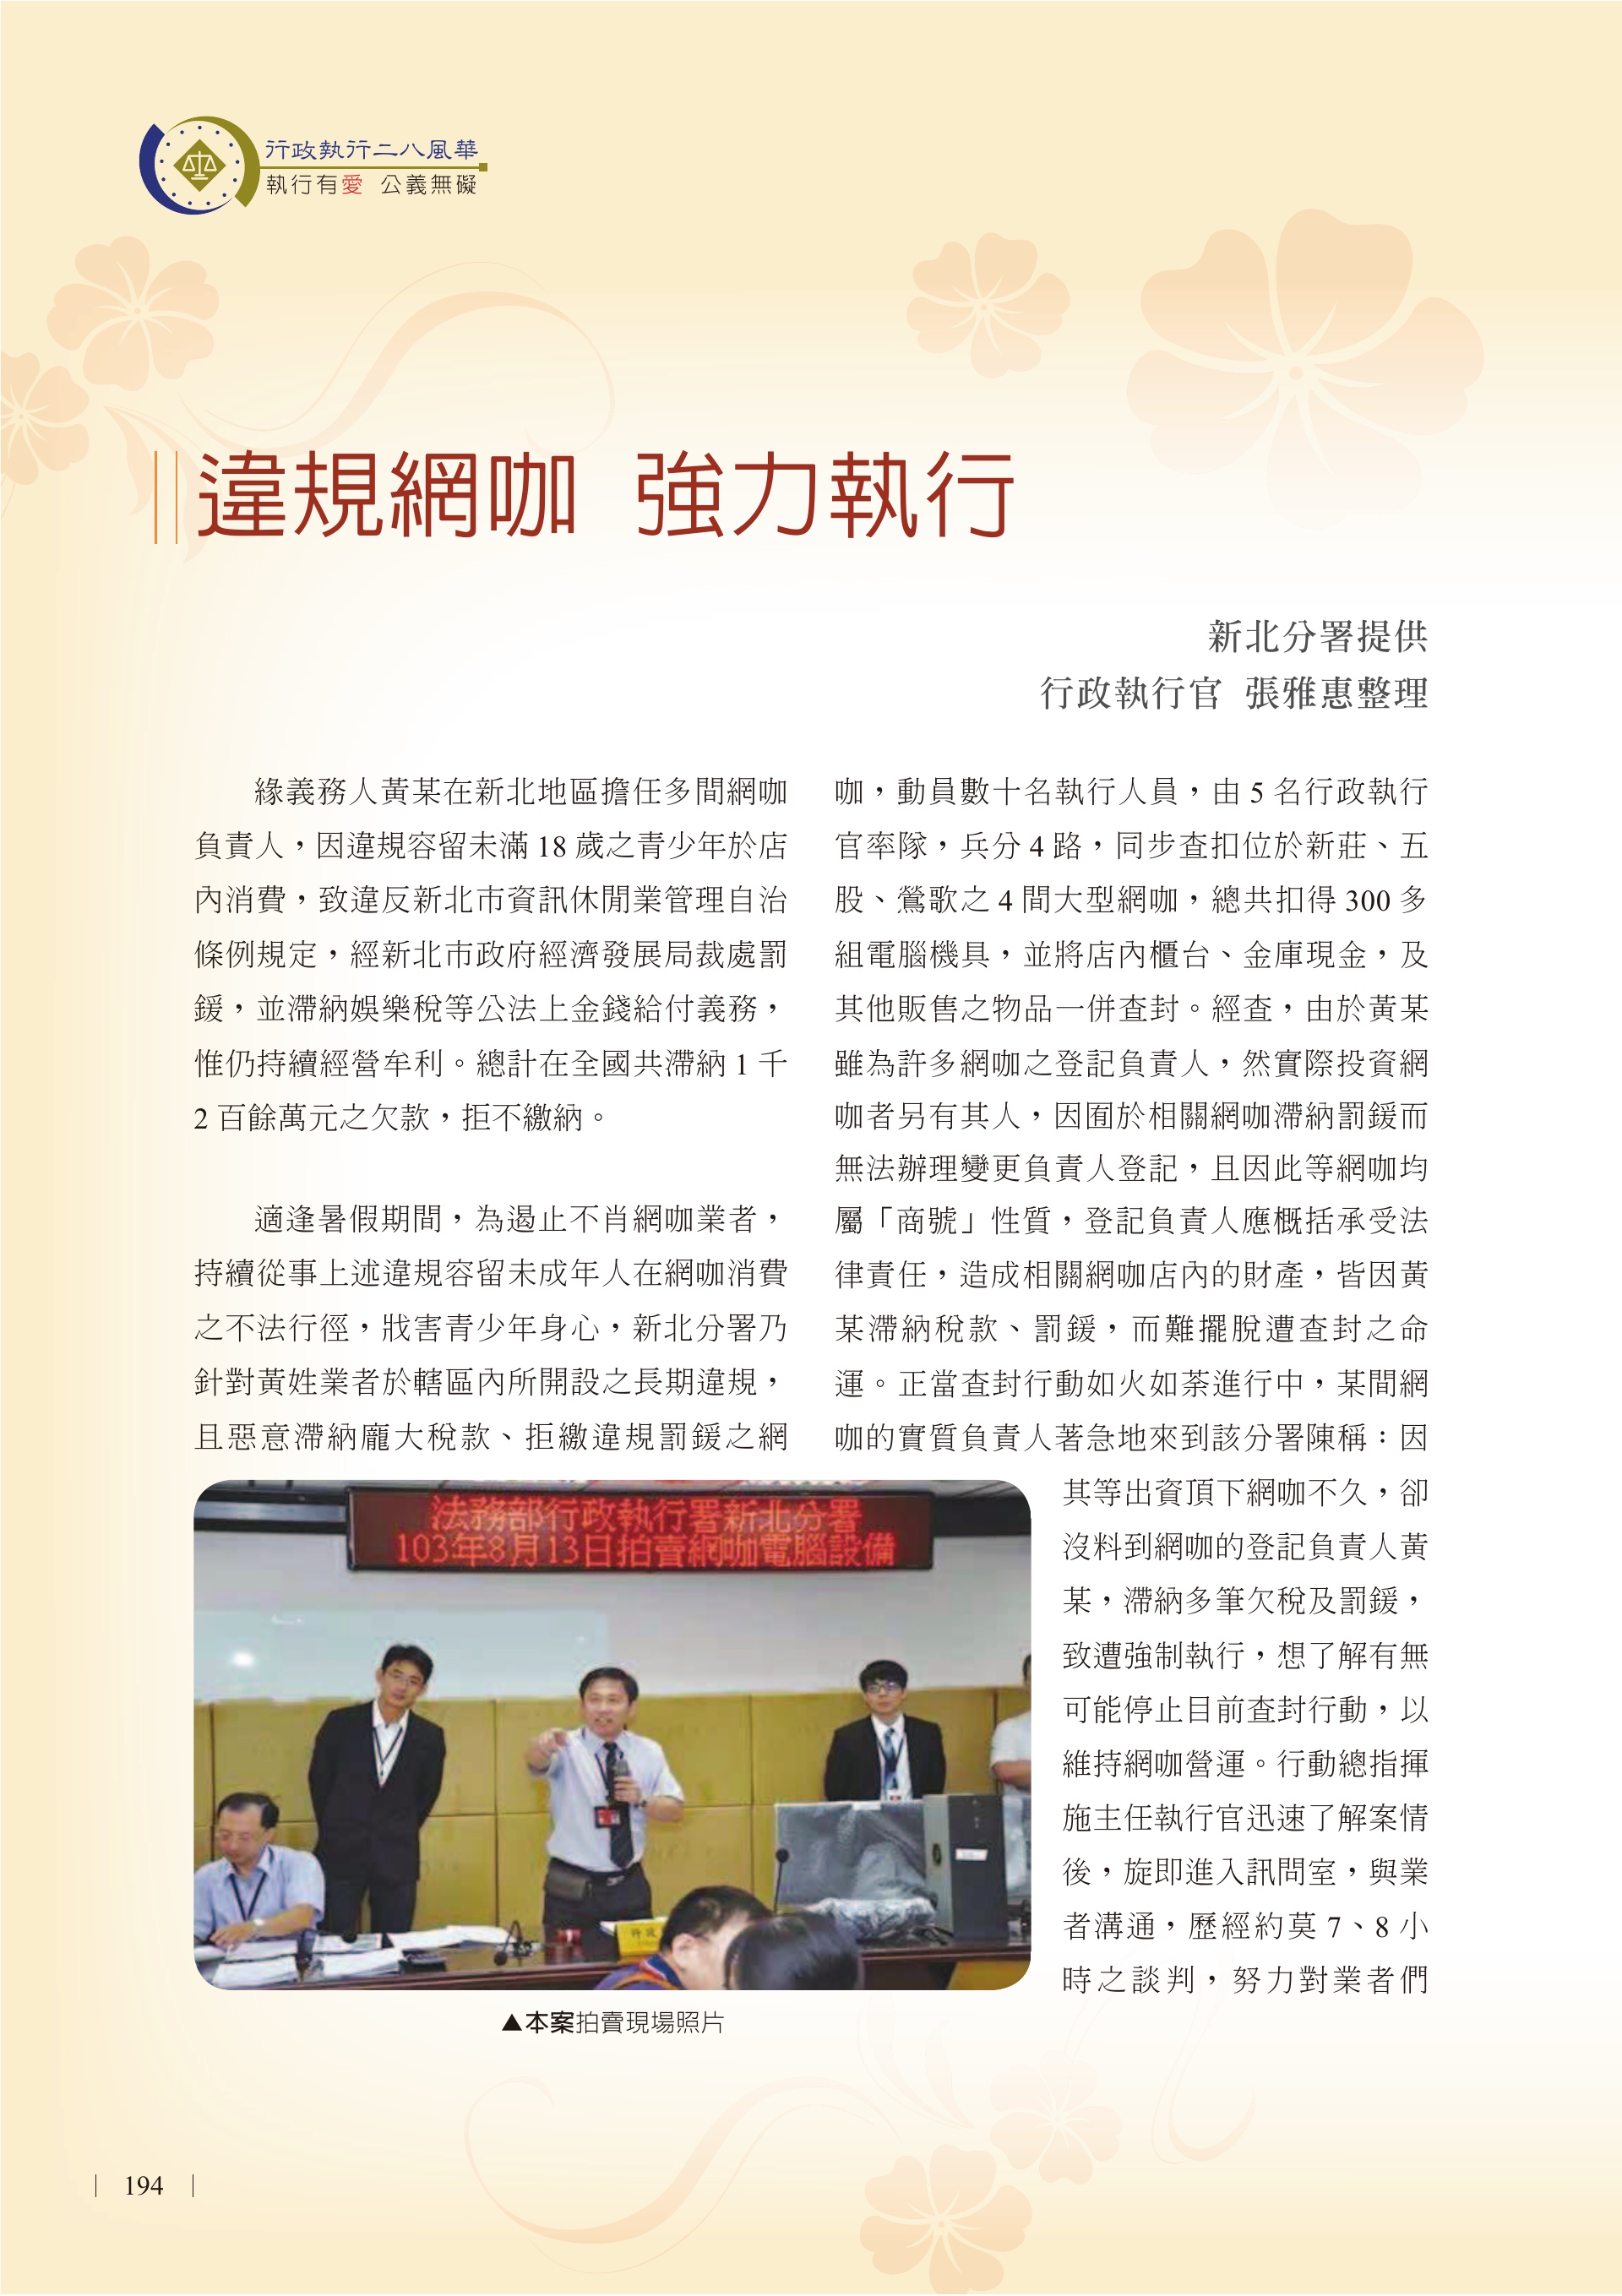 行政執行二八風華
執行有愛 公義無礙
違規網咖 強力執行
新北分署提供
行政執行官 張雅惠整理
緣義務人黃某在新北地區擔任多間網咖
負責人，因違規容留未滿 18 歲之青少年於店
內消費，致違反新北市資訊休閒業管理自治
條例規定，經新北市政府經濟發展局裁處罰
鍰，並滯納娛樂稅等公法上金錢給付義務，
惟仍持續經營牟利。總計在全國共滯納 1 千
2 百餘萬元之欠款，拒不繳納。
適逢暑假期間，為遏止不肖網咖業者，
持續從事上述違規容留未成年人在網咖消費
之不法行徑，戕害青少年身心，新北分署乃
針對黃姓業者於轄區內所開設之長期違規，
且惡意滯納龐大稅款、拒繳違規罰鍰之網
咖，動員數十名執行人員，由 5 名行政執行
官率隊，兵分 4 路，同步查扣位於新莊、五
股、鶯歌之 4 間大型網咖，總共扣得 300 多
組電腦機具，並將店內櫃台、金庫現金，及
其他販售之物品一併查封。經查，由於黃某
雖為許多網咖之登記負責人，然實際投資網
咖者另有其人，因囿於相關網咖滯納罰鍰而
無法辦理變更負責人登記，且因此等網咖均
屬「商號」性質，登記負責人應概括承受法
律責任，造成相關網咖店內的財產，皆因黃
某滯納稅款、罰鍰，而難擺脫遭查封之命
運。正當查封行動如火如荼進行中，某間網
咖的實質負責人著急地來到該分署陳稱：因
其等出資頂下網咖不久，卻
沒料到網咖的登記負責人黃
某，滯納多筆欠稅及罰鍰，
致遭強制執行，想了解有無
可能停止目前查封行動，以
維持網咖營運。行動總指揮
施主任執行官迅速了解案情
後，旋即進入訊問室，與業
者溝通，歷經約莫 7、8 小
時之談判，努力對業者們
法務部行政執行署新北分署
103年8月13日拍賣網咖電腦設備
行政
▲本案拍賣現場照片
194